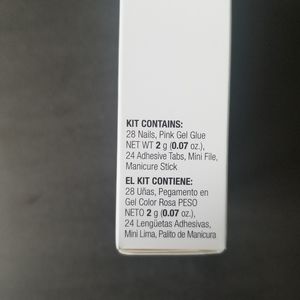 KIT CONTAINS:
28 Nails, Pink Gel Glue
NET WT 2 g (0.07 oz.),
24 Adhesive Tabs, Mini File,
Manicure Stick
EL KIT CONTIENE:
28 Uñas, Pegamento en
Gel Color Rosa PESO
NETO 2 g (0.07 oz.),
24 Lengüetas Adhesivas,
Mini Lima, Palito de Manicura